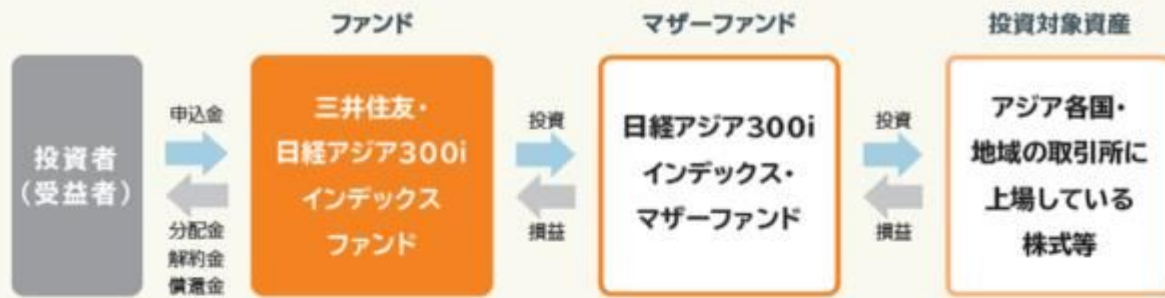 ファンド
マザーファンド
投資対象資産
投資者
(受益者)
申込金
分配金
解約金
償還金
三井住友・
日経アジア300i
インデックス
ファンド
投資
損益
日経アジア300i
インデックス・
マザーファンド
投資
損益
アジア各国・
地域の取引所に
上場している
株式等